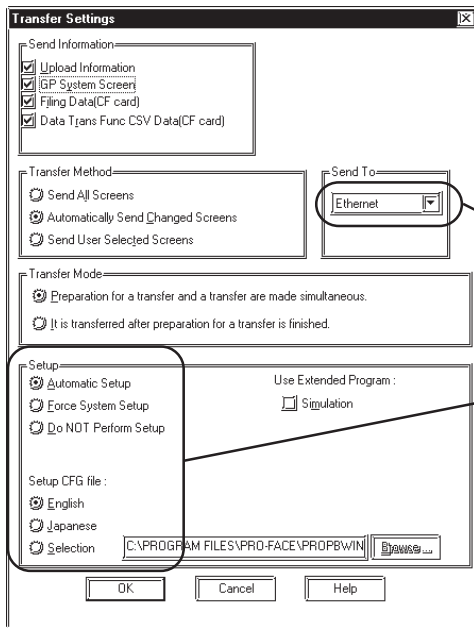 Transfer Settings
Send Information
Upload Information
GP System Screen
Filing Data(CF card)
Data Trans Func CSV Data(CF card)
Transfer Method
Send All Screens
Automatically Send Changed Screens
Send User Selected Screens
Send To
Ethernet
Transfer Mode
Preparation for a transfer and a transfer are made simultaneous.
It is transferred after preparation for a transfer is finished.
Setup
Automatic Setup
Force System Setup
Do NOT Perform Setup
Use Extended Program :
Simulation
Setup CFG file :
English
Japanese
Selection
C:\PROGRAM FILES\PRO-FACE\PROPBWIN
Browse ...
OK
Cancel
Help